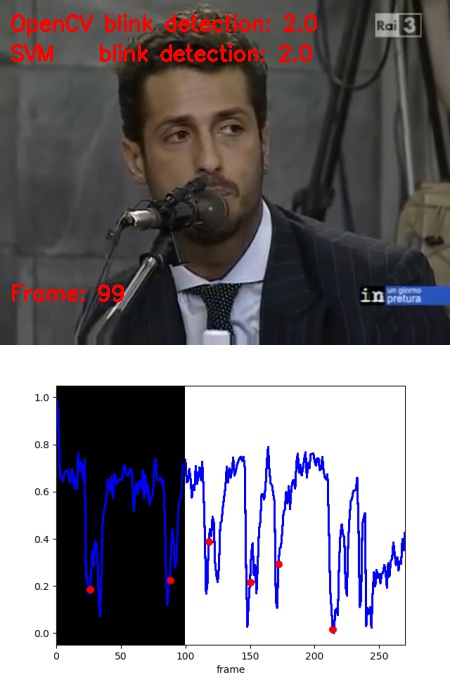 OpenCV blink detection: 2.0
Rai 3
SVM blink detection: 2.0
Frame: 99
in un giorno
pretura
1.0
0.8
0.6
0.4
0.2
0.0
0 50 100 150 200 250
frame